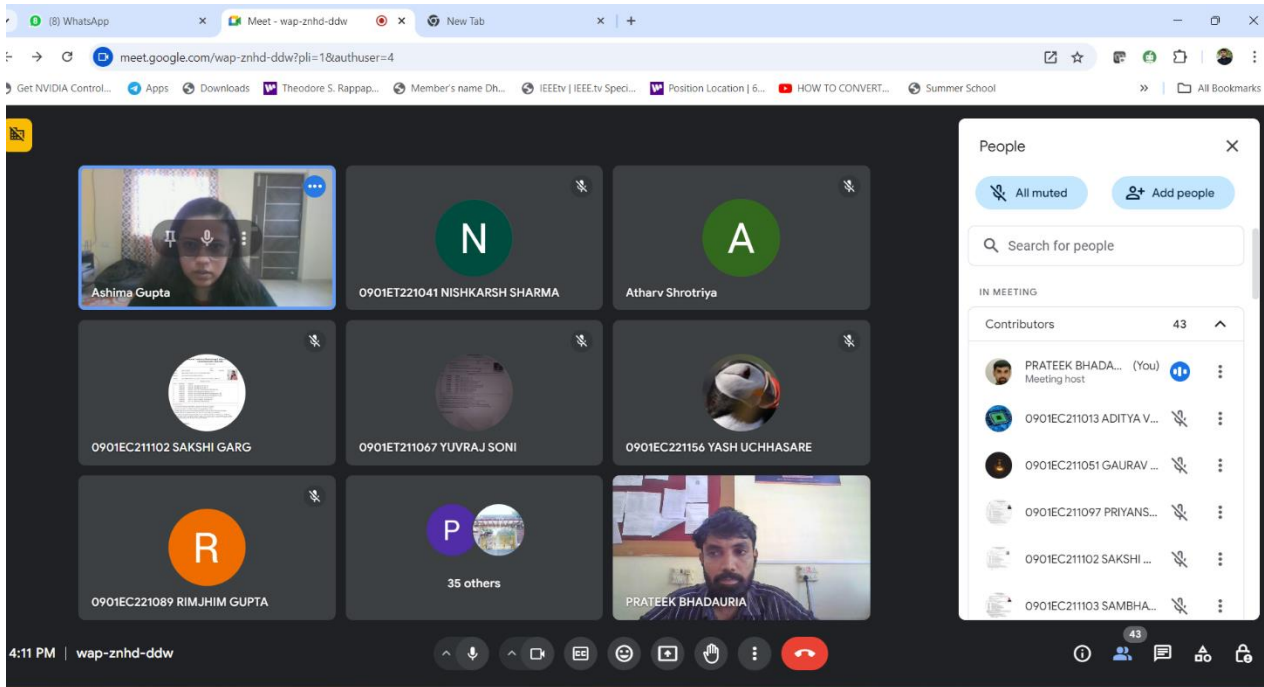 (8) WhatsApp
Meet - wap-znhd-ddw
New Tab
meet.google.com/wap-znhd-ddw?pli=1&authuser=4
Get NVIDIA Control...
Apps
Downloads
Theodore S. Rappap...
Member's name Dh...
IEEEtv | IEEE.tv Speci...
Position Location | 6...
HOW TO CONVERT...
Summer School
All Bookmarks
Ashima Gupta
N
0901ET221041 NISHKARSH SHARMA
A
Atharv Shrotriya
0901EC211102 SAKSHI GARG
0901ET211067 YUVRAJ SONI
0901EC221156 YASH UCHHASARE
R
0901EC221089 RIMJHIM GUPTA
P
35 others
PRATEEK BHADAURIA
People
All muted
Add people
Search for people
IN MEETING
Contributors 43
PRATEEK BHADA... (You)
Meeting host
0901EC211013 ADITYA V...
0901EC211051 GAURAV ...
0901EC211097 PRIYANS...
0901EC211102 SAKSHI ...
0901EC211103 SAMBHA...
4:11 PM | wap-znhd-ddw
CC
43